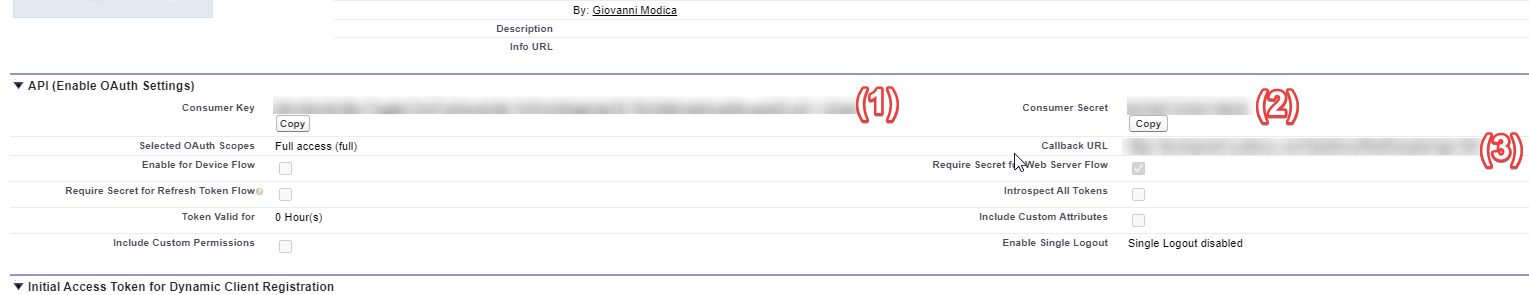 By: Giovanni Modica
Description
Info URL
API (Enable OAuth Settings)
Consumer Key (1) Consumer Secret (2)
Copy Copy
Selected OAuth Scopes Full access (full) Callback URL (3)
Enable for Device Flow Require Secret for Web Server Flow
Require Secret for Refresh Token Flow Introspect All Tokens
Token Valid for 0 Hour(s) Include Custom Attributes
Include Custom Permissions Enable Single Logout Single Logout disabled
Initial Access Token for Dynamic Client Registration